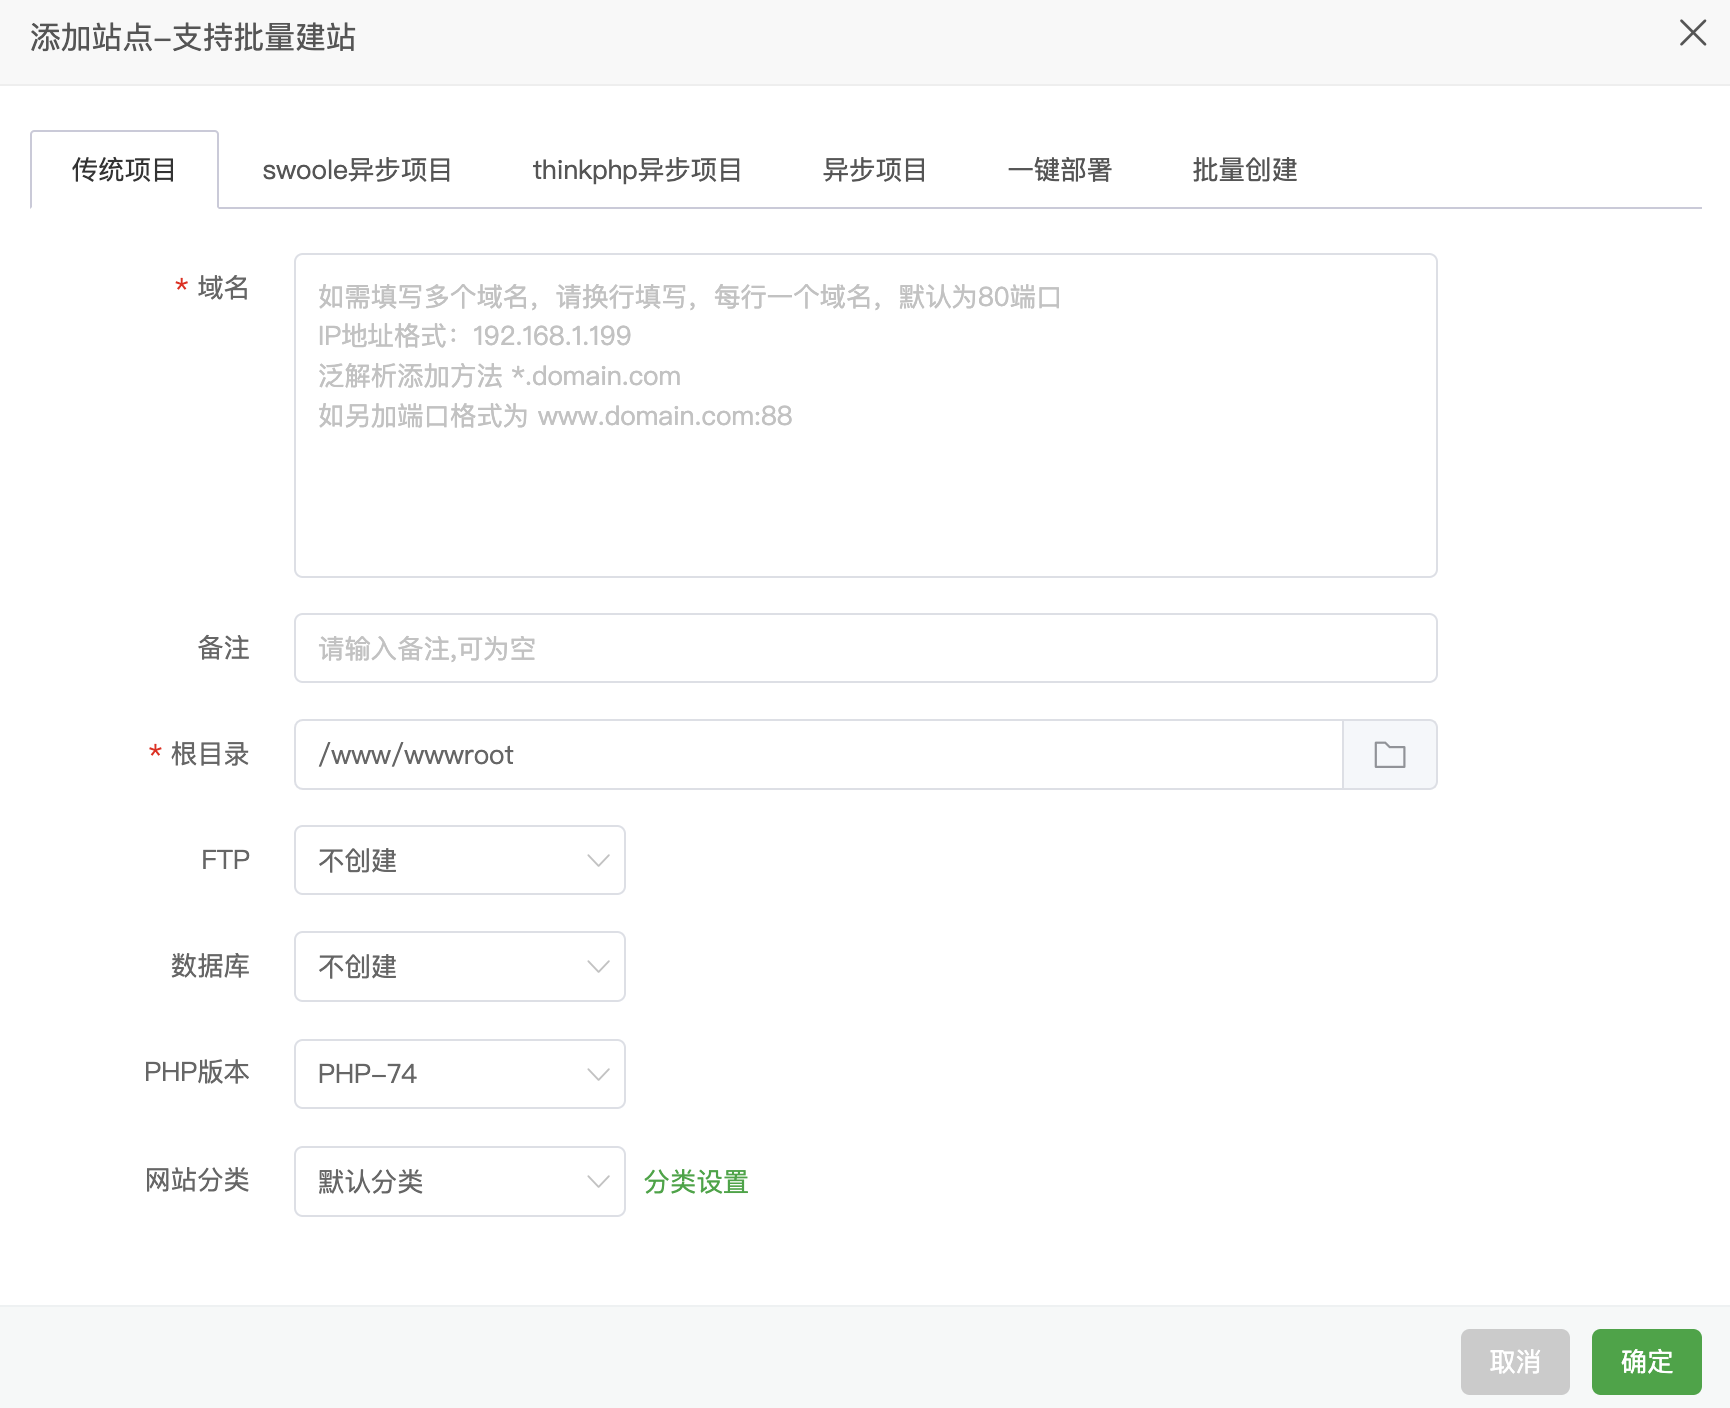 添加站点-支持批量建站
传统项目 swoole异步项目 thinkphp异步项目 异步项目 一键部署 批量创建
* 域名
如需填写多个域名，请换行填写，每行一个域名，默认为80端口
IP地址格式：192.168.1.199
泛解析添加方法 *.domain.com
如另加端口格式为 www.domain.com:88
备注 请输入备注,可为空
* 根目录 /www/wwwroot
FTP 不创建
数据库 不创建
PHP版本 PHP-74
网站分类 默认分类 分类设置
取消 确定